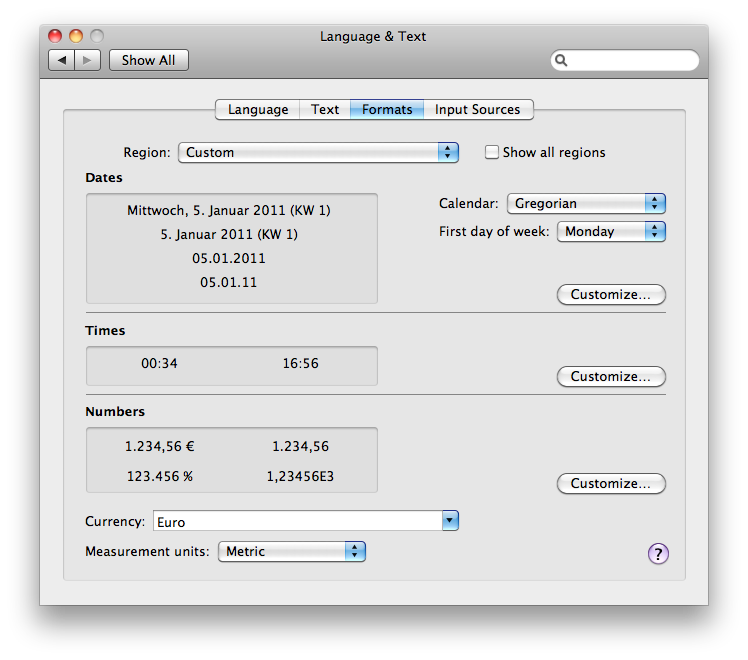 Language & Text
Show All
Language Text Formats Input Sources
Region: Custom Show all regions
Dates
Mittwoch, 5. Januar 2011 (KW 1)
5. Januar 2011 (KW 1)
05.01.2011
05.01.11
Calendar: Gregorian
First day of week: Monday
Customize...
Times
00:34 16:56
Customize...
Numbers
1.234,56 € 1.234,56
123.456 % 1,23456E3
Customize...
Currency: Euro
Measurement units: Metric
?